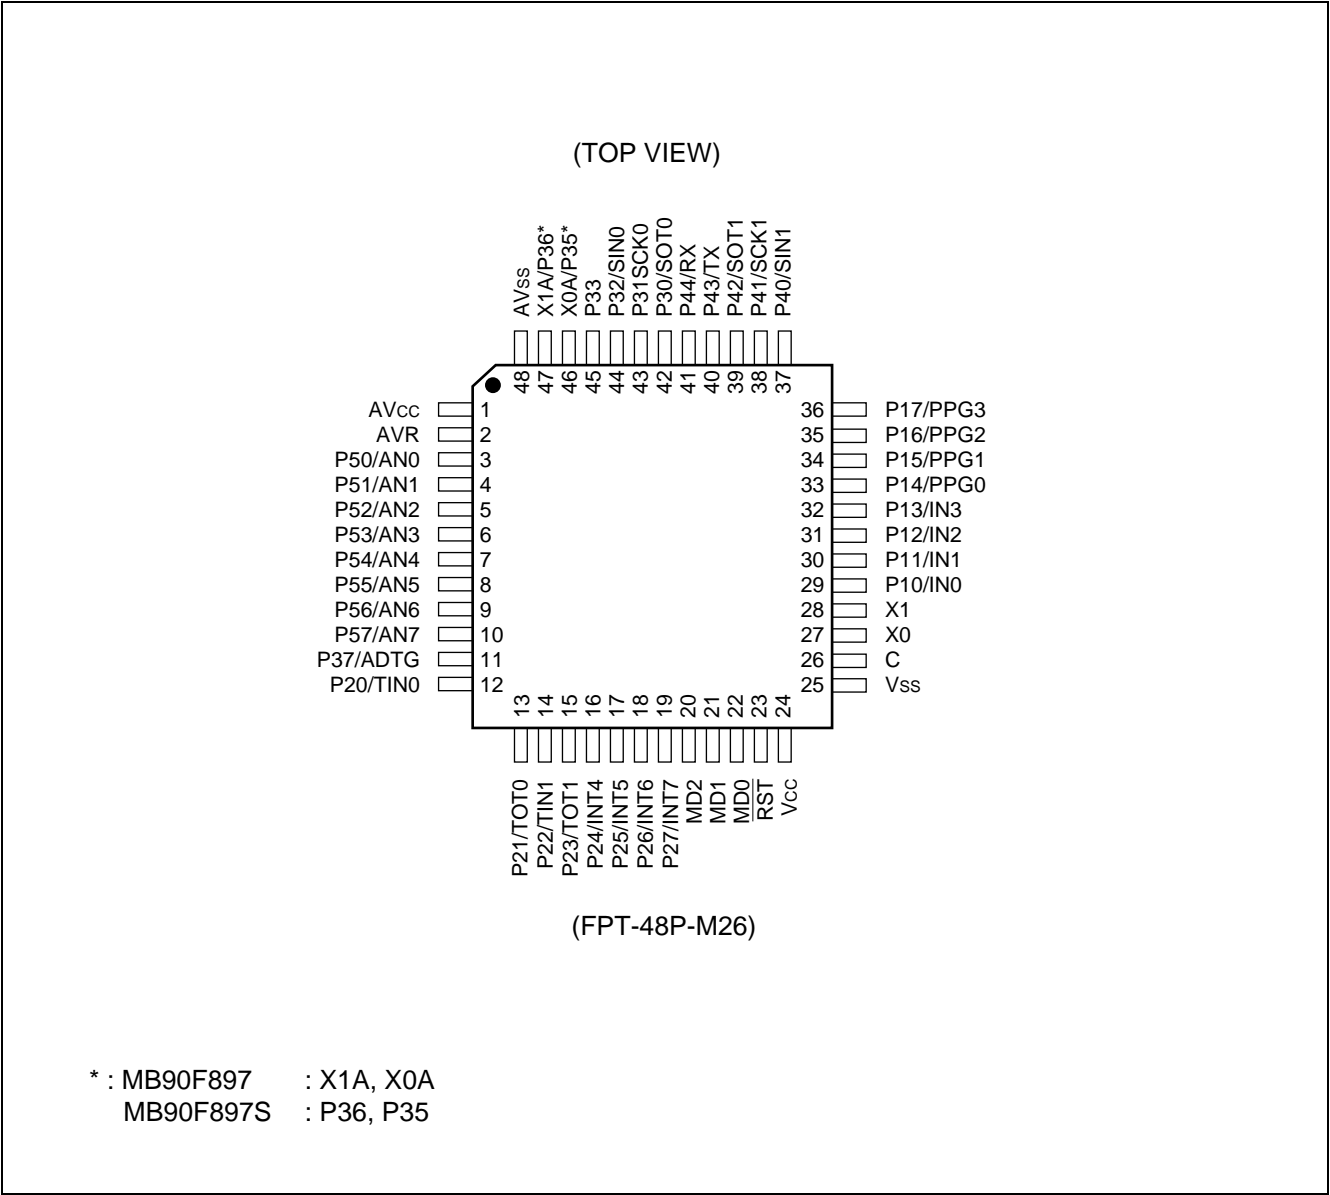 (TOP VIEW)
AVss
X1A/P36*
X0A/P35*
P33
P32/SIN0
P31SCK0
P30/SOT0
P44/RX
P43/TX
P42/SOT1
P41/SCK1
P40/SIN1
48
47
46
45
44
43
42
41
40
39
38
37
AVcc 1
AVR 2
P50/AN0 3
P51/AN1 4
P52/AN2 5
P53/AN3 6
P54/AN4 7
P55/AN5 8
P56/AN6 9
P57/AN7 10
P37/ADTG 11
P20/TIN0 12
36 P17/PPG3
35 P16/PPG2
34 P15/PPG1
33 P14/PPG0
32 P13/IN3
31 P12/IN2
30 P11/IN1
29 P10/IN0
28 X1
27 X0
26 C
25 Vss
13
14
15
16
17
18
19
20
21
22
23
24
P21/TOT0
P22/TIN1
P23/TOT1
P24/INT4
P25/INT5
P26/INT6
P27/INT7
MD2
MD1
MD0
RST
Vcc
(FPT-48P-M26)
* : MB90F897 : X1A, X0A
MB90F897S : P36, P35